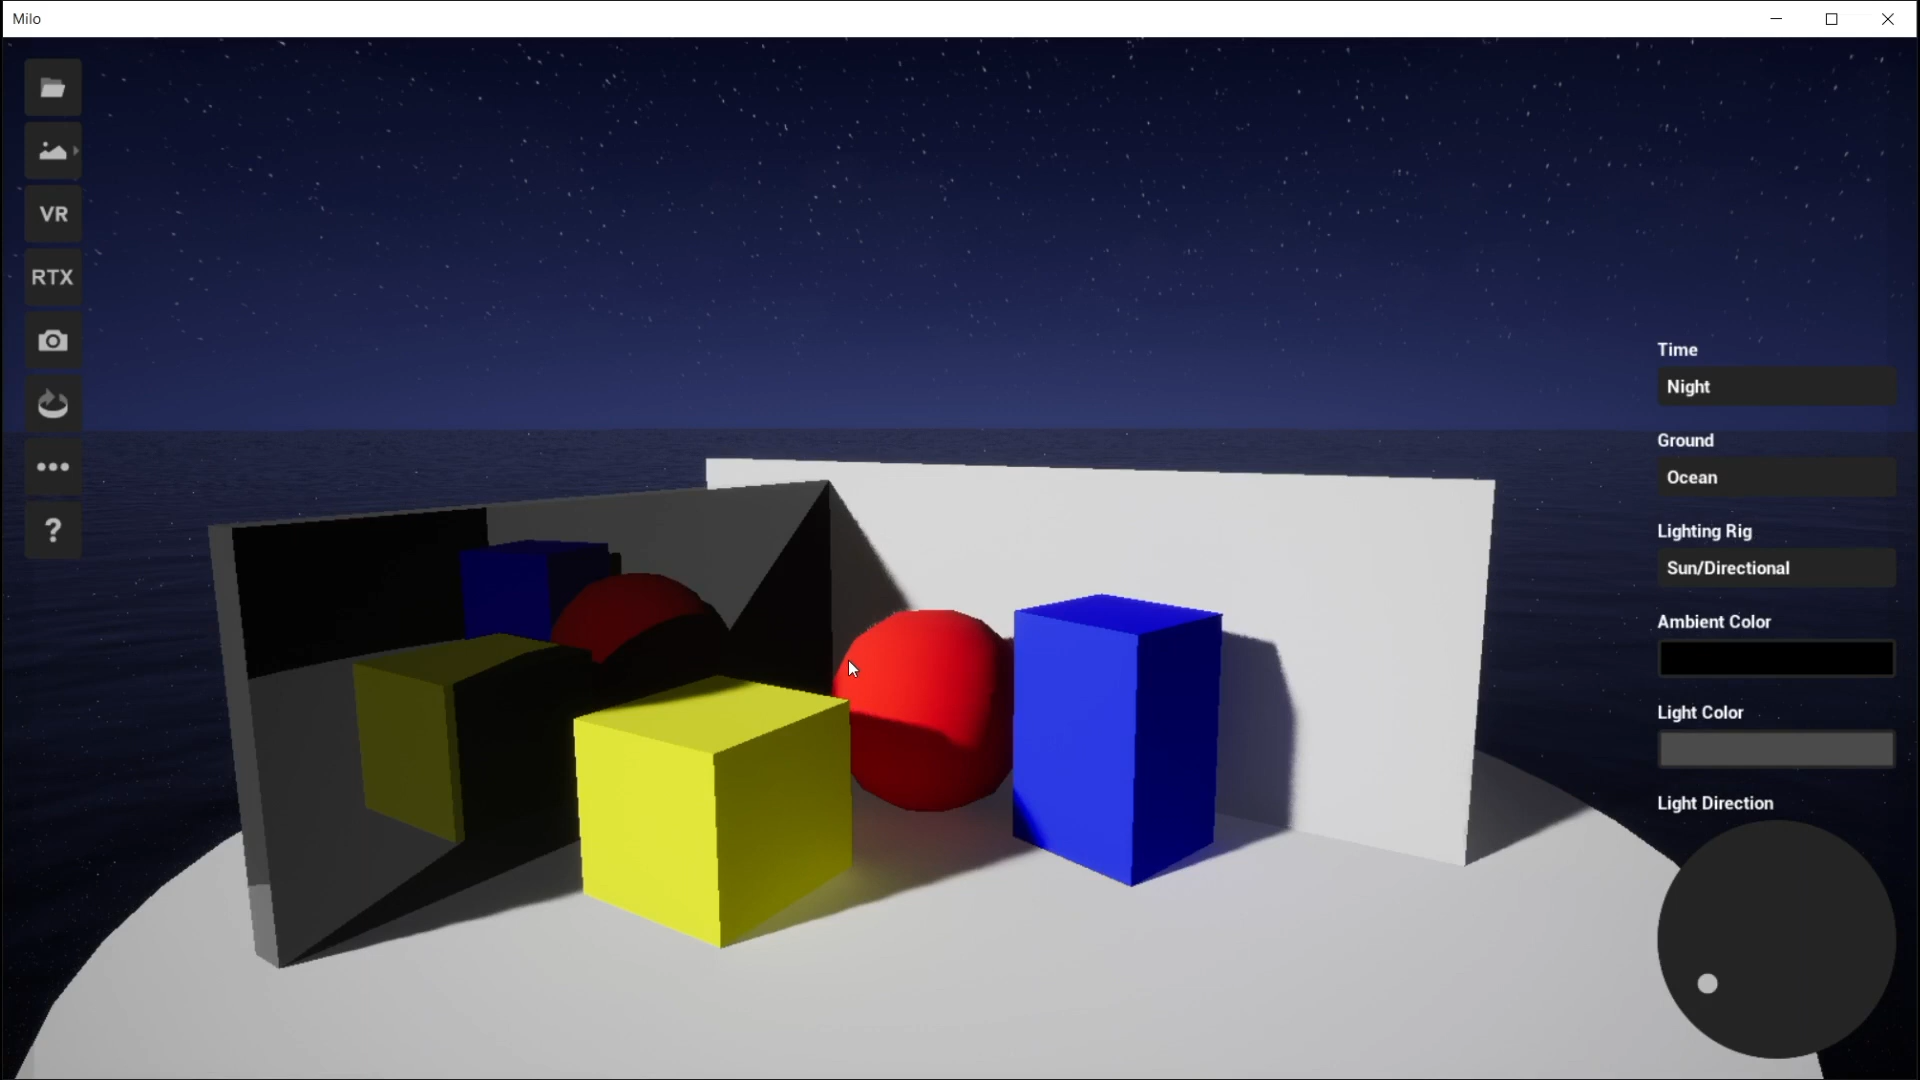 Milo
VR
RTX
?
Time
Night
Ground
Ocean
Lighting Rig
Sun/Directional
Ambient Color
Light Color
Light Direction